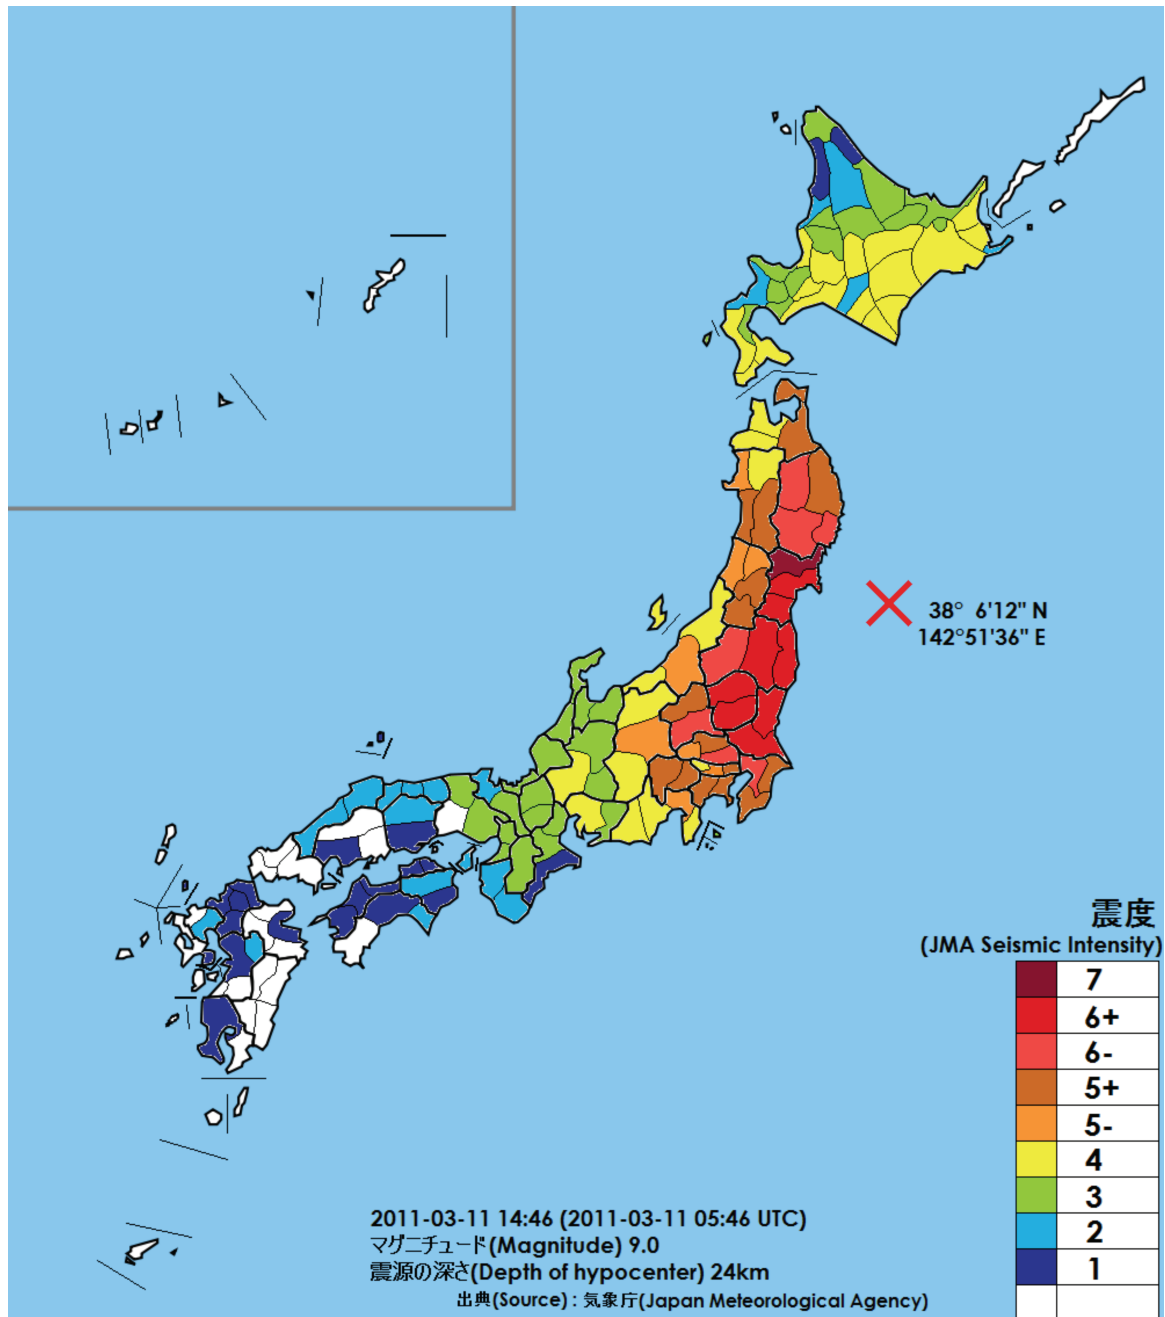 38° 6'12" N
142°51'36" E
震度
(JMA Seismic Intensity)
7
6+
6-
5+
5-
4
3
2
1
2011-03-11 14:46 (2011-03-11 05:46 UTC)
マグニチュード(Magnitude) 9.0
震源の深さ(Depth of hypocenter) 24km
出典(Source) : 気象庁(Japan Meteorological Agency)